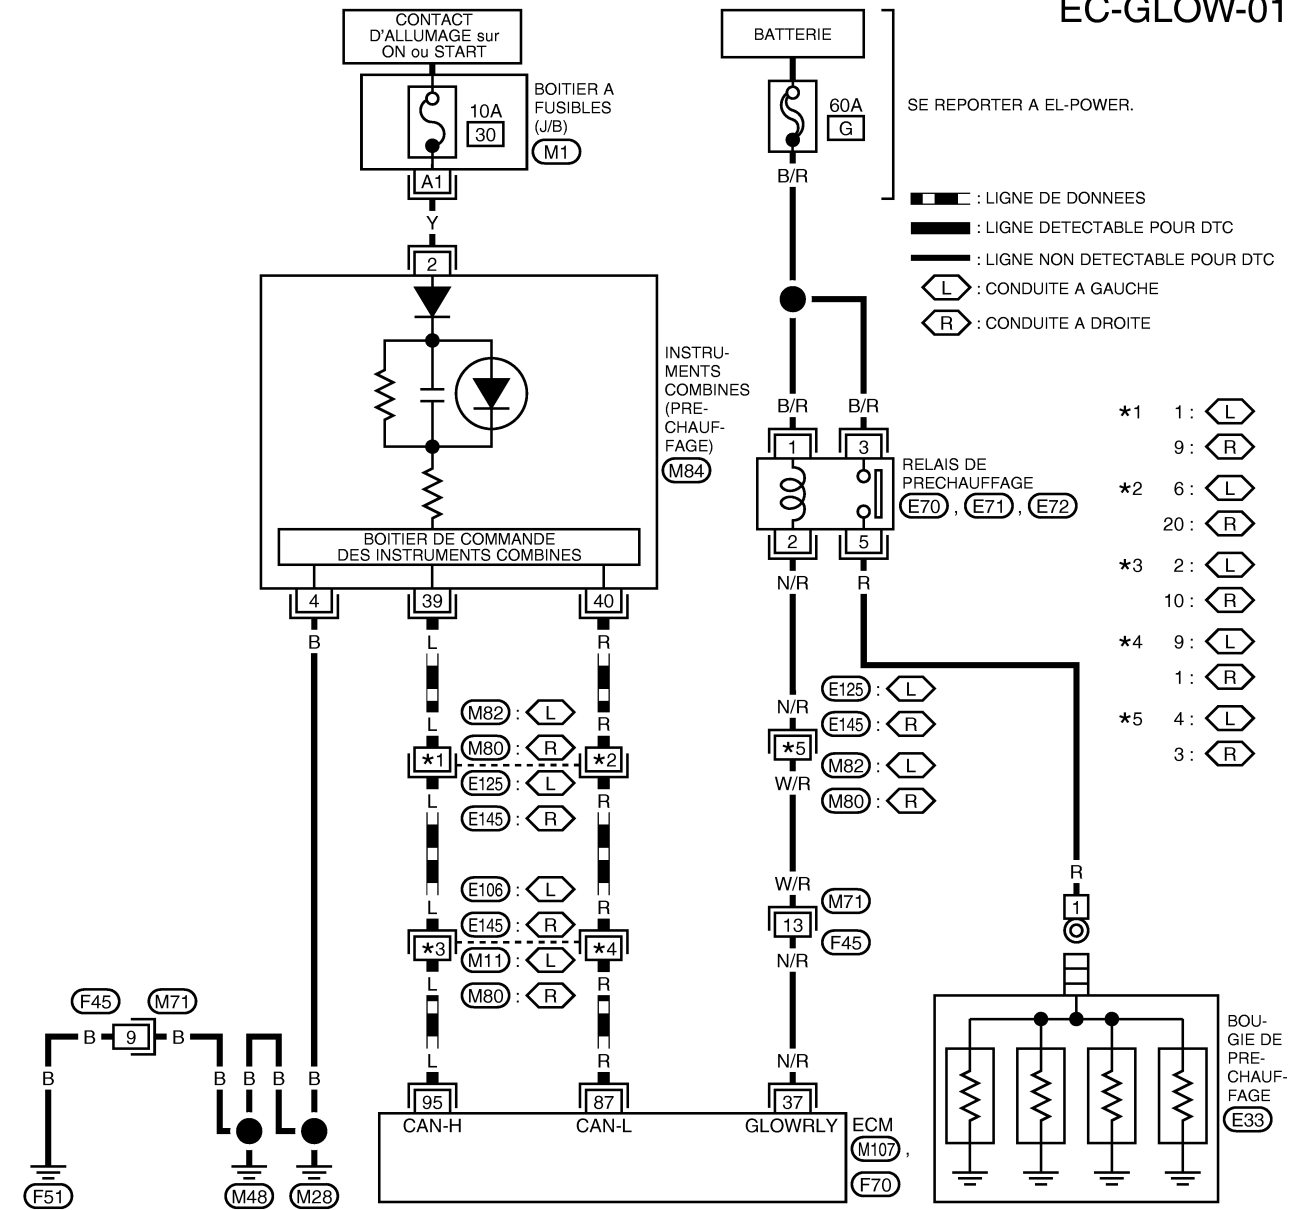 EC-GLOW-01
CONTACT
D'ALLUMAGE sur
ON ou START
BATTERIE
SE REPORTER A EL-POWER.
10A
30
BOITIER A
FUSIBLES
(J/B)
M1
60A
G
A1
Y
2
B/R
: LIGNE DE DONNEES
: LIGNE DETECTABLE POUR DTC
: LIGNE NON DETECTABLE POUR DTC
L : CONDUITE A GAUCHE
R : CONDUITE A DROITE
INSTRU-
MENTS
COMBINES
(PRE-
CHAUF-
FAGE)
M84
BOITIER DE COMMANDE
DES INSTRUMENTS COMBINES
4
39
40
B
L
R
B/R
B/R
1
3
RELAIS DE
PRECHAUFFAGE
E70 , E71 , E72
2
5
N/R
R
*1 1 : L
9 : R
*2 6 : L
20 : R
*3 2 : L
10 : R
*4 9 : L
1 : R
*5 4 : L
3 : R
L
R
M82 : L
M80 : R
*1
*2
E125 : L
E145 : R
L
R
N/R
E125 : L
E145 : R
*5
M82 : L
M80 : R
W/R
L
R
E106 : L
E145 : R
*3
*4
M11 : L
M80 : R
L
R
W/R
M71
13
F45
N/R
R
1
F45
M71
B
9
B
B
B
B
B
B
L
R
N/R
95
87
37
CAN-H
CAN-L
GLOWRLY
ECM
M107 ,
F70
BOU-
GIE DE
PRE-
CHAUF-
FAGE
E33
F51
M48
M28